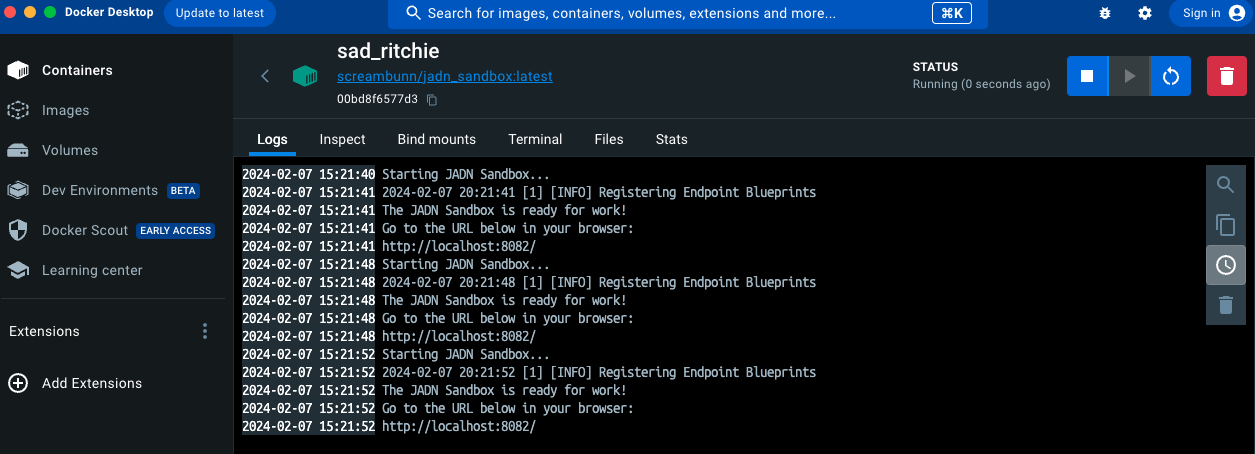 Docker Desktop Update to latest Search for images, containers, volumes, extensions and more... ⌘K Sign in
Containers
Images
Volumes
Dev Environments BETA
Docker Scout EARLY ACCESS
Learning center
Extensions
Add Extensions
sad_ritchie
screambunn/jadn_sandbox:latest
00bd8f6577d3
STATUS
Running (0 seconds ago)
Logs Inspect Bind mounts Terminal Files Stats
2024-02-07 15:21:40 Starting JADN Sandbox...
2024-02-07 15:21:41 2024-02-07 20:21:41 [1] [INFO] Registering Endpoint Blueprints
2024-02-07 15:21:41 The JADN Sandbox is ready for work!
2024-02-07 15:21:41 Go to the URL below in your browser:
2024-02-07 15:21:41 http://localhost:8082/
2024-02-07 15:21:48 Starting JADN Sandbox...
2024-02-07 15:21:48 2024-02-07 20:21:48 [1] [INFO] Registering Endpoint Blueprints
2024-02-07 15:21:48 The JADN Sandbox is ready for work!
2024-02-07 15:21:48 Go to the URL below in your browser:
2024-02-07 15:21:48 http://localhost:8082/
2024-02-07 15:21:52 Starting JADN Sandbox...
2024-02-07 15:21:52 2024-02-07 20:21:52 [1] [INFO] Registering Endpoint Blueprints
2024-02-07 15:21:52 The JADN Sandbox is ready for work!
2024-02-07 15:21:52 Go to the URL below in your browser:
2024-02-07 15:21:52 http://localhost:8082/